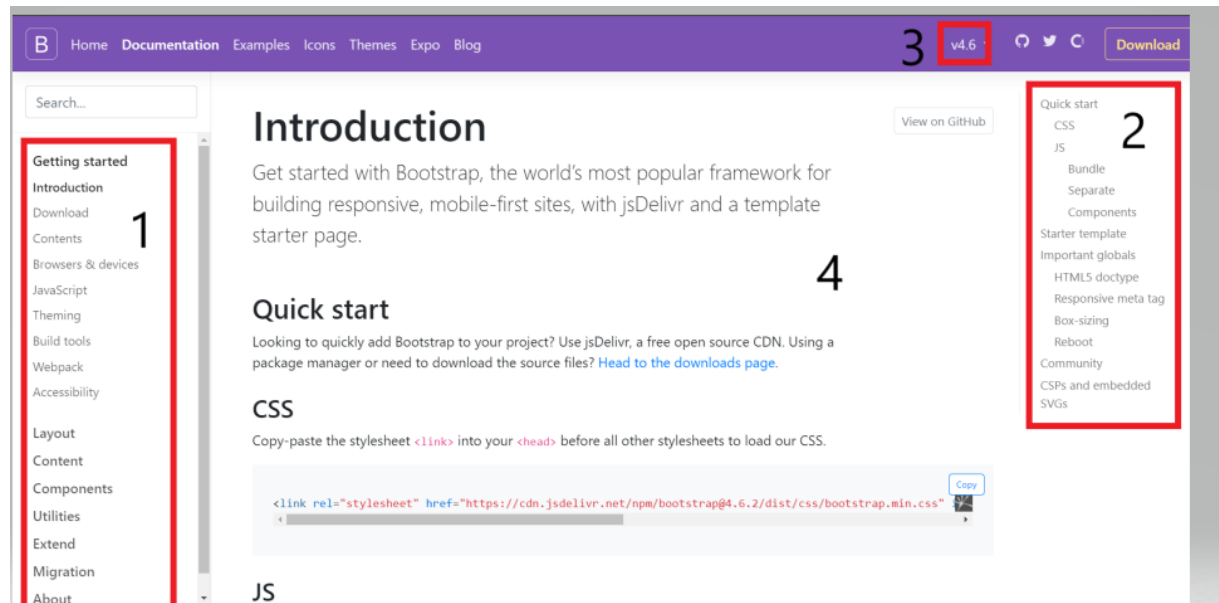 B Home Documentation Examples Icons Themes Expo Blog 3 v4.6 Download
Search...
Getting started
Introduction
Download
Contents
1
Browsers & devices
JavaScript
Theming
Build tools
Webpack
Accessibility
Layout
Content
Components
Utilities
Extend
Migration
About
Introduction
View on GitHub
Get started with Bootstrap, the world's most popular framework for
building responsive, mobile-first sites, with jsDelivr and a template
starter page.
4
Quick start
Looking to quickly add Bootstrap to your project? Use jsDelivr, a free open source CDN. Using a
package manager or need to download the source files? Head to the downloads page.
CSS
Copy-paste the stylesheet <link> into your <head> before all other stylesheets to load our CSS.
Copy
<link rel="stylesheet" href="https://cdn.jsdelivr.net/npm/bootstrap@4.6.2/dist/css/bootstrap.min.css"
JS
Quick start
CSS
2
JS
Bundle
Separate
Components
Starter template
Important globals
HTML5 doctype
Responsive meta tag
Box-sizing
Reboot
Community
CSPs and embedded
SVGs